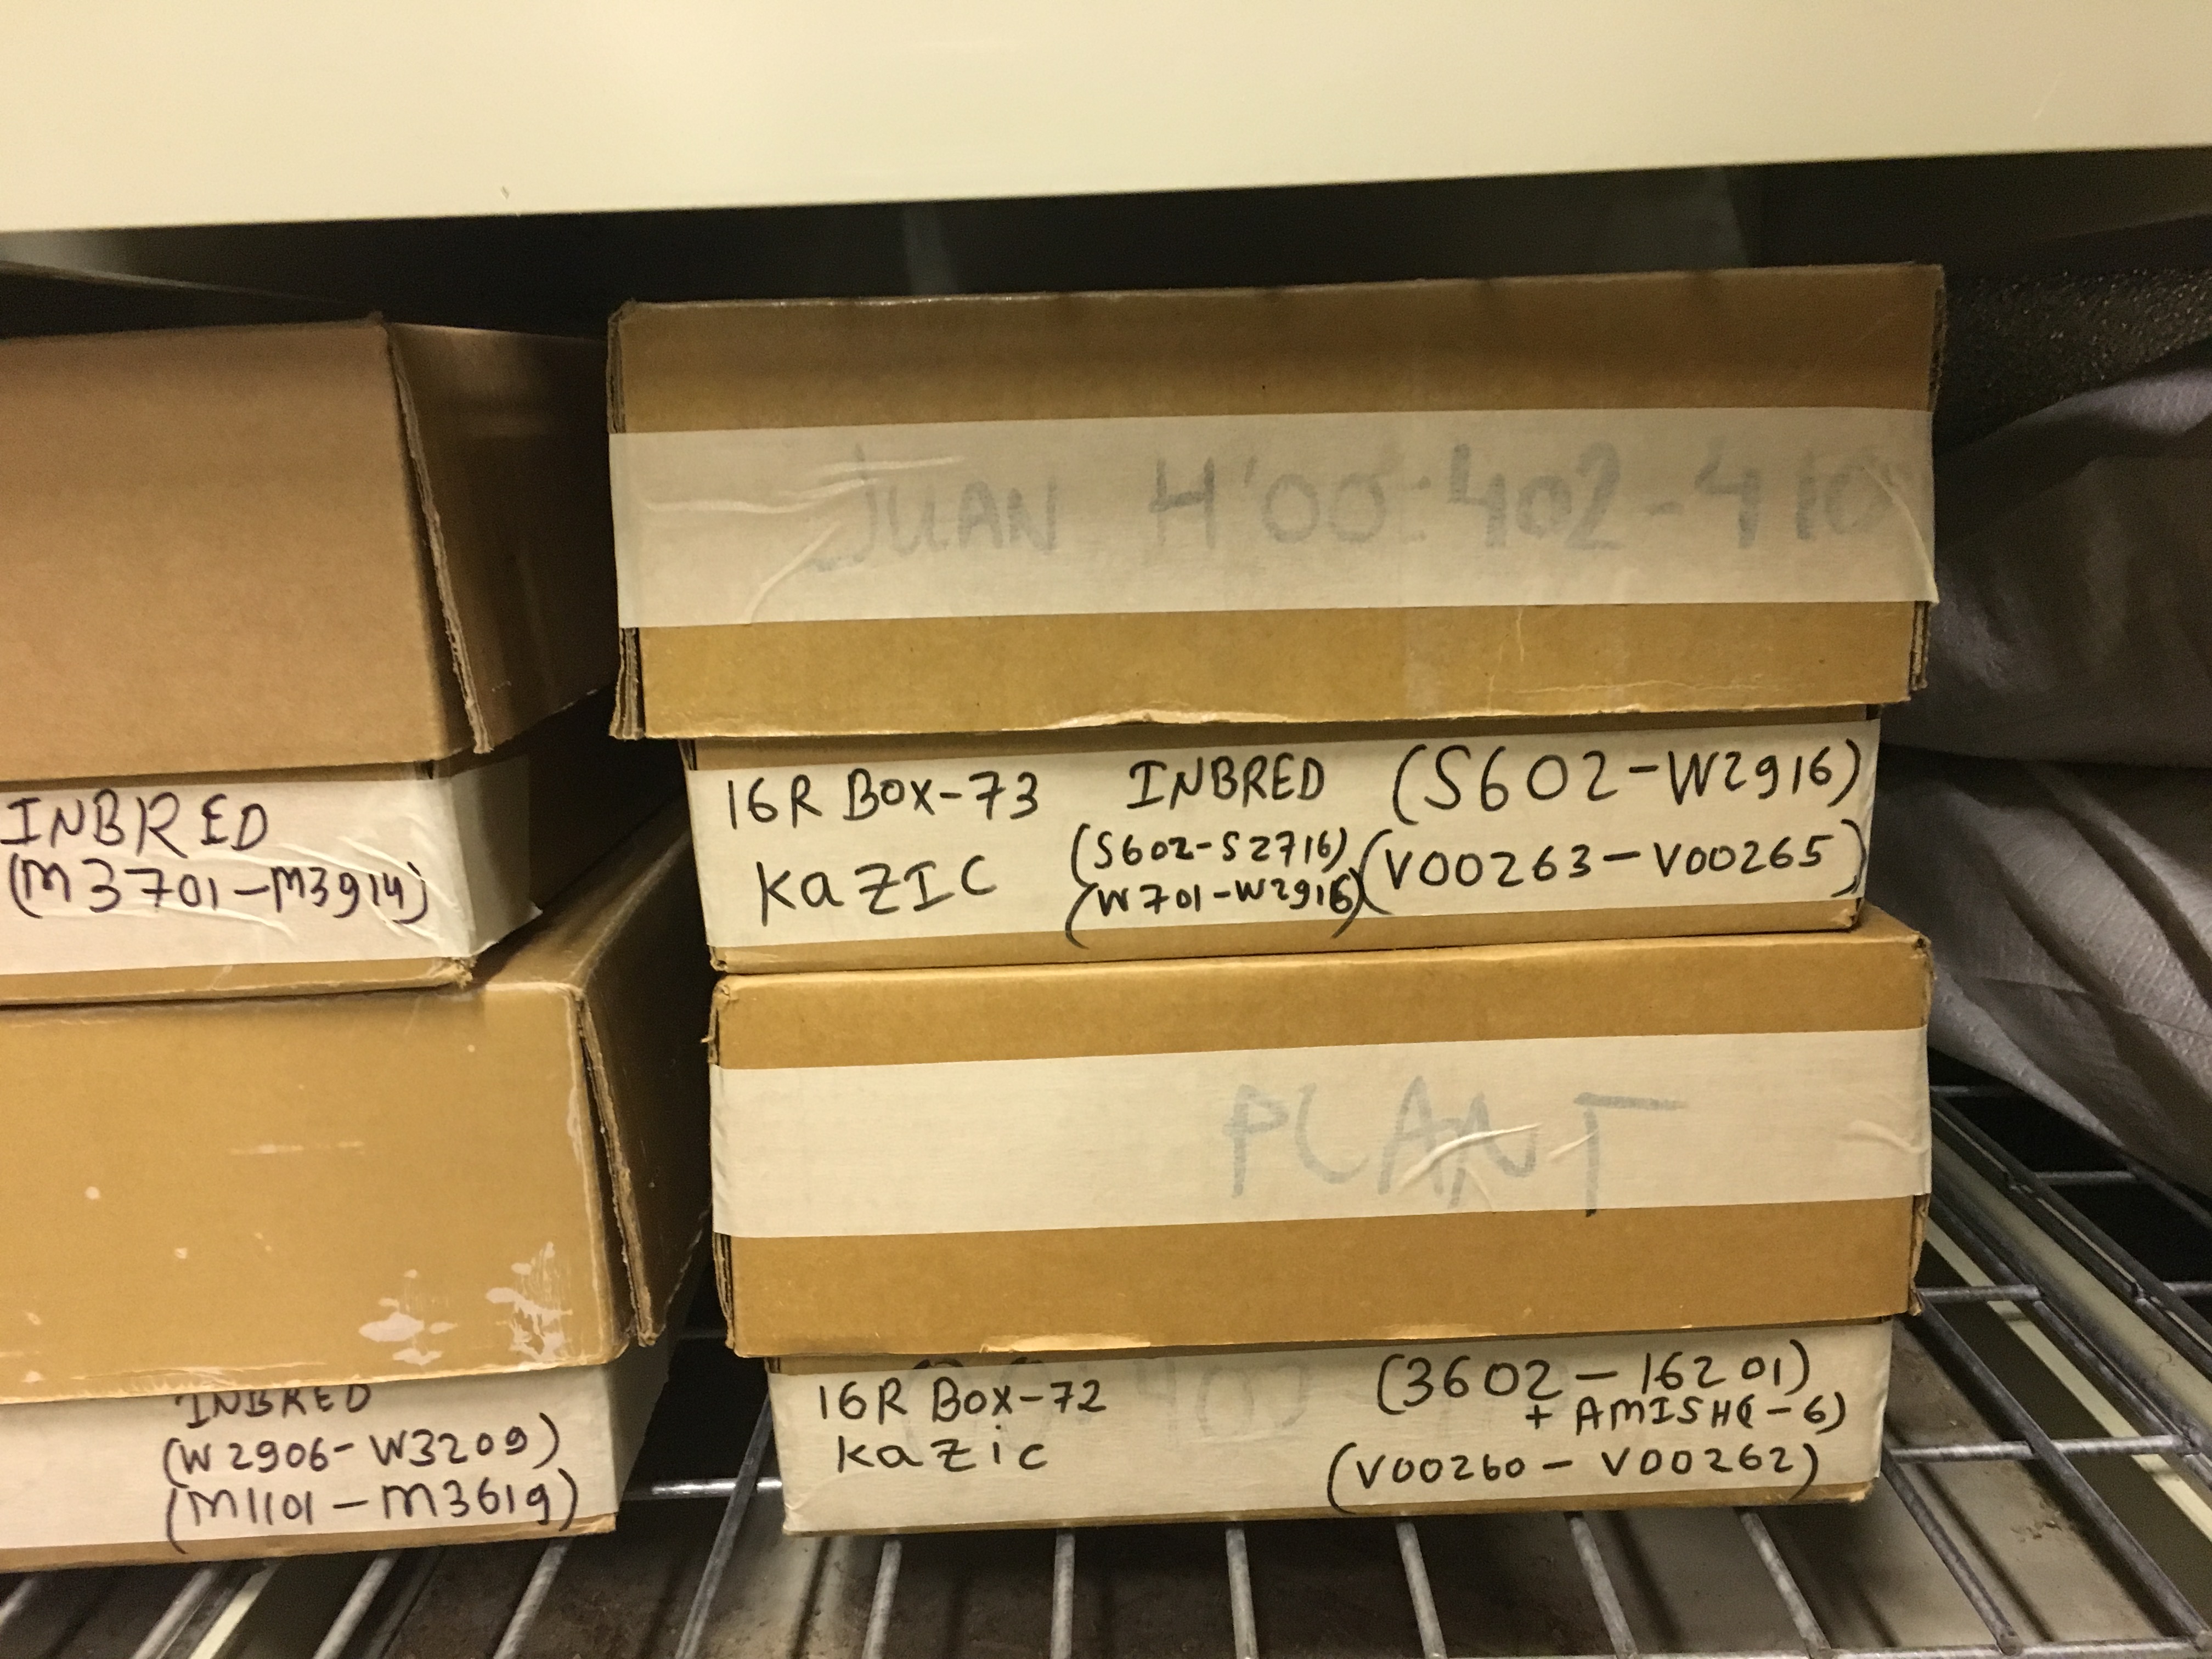 JUAN H'00:402-410
16R BOX-73 INBRED (S602-W2916)
KaZIC (S602-S2716) (V00263-V00265)
(W701-W2916)
INBRED
(M3701-M3914)
PLANT
16R BOX-72 (3602-16201)
+ AMISH(-6)
kazic (V00260-V00262)
INBRED
(W2906-W3209)
(M1101-M3619)